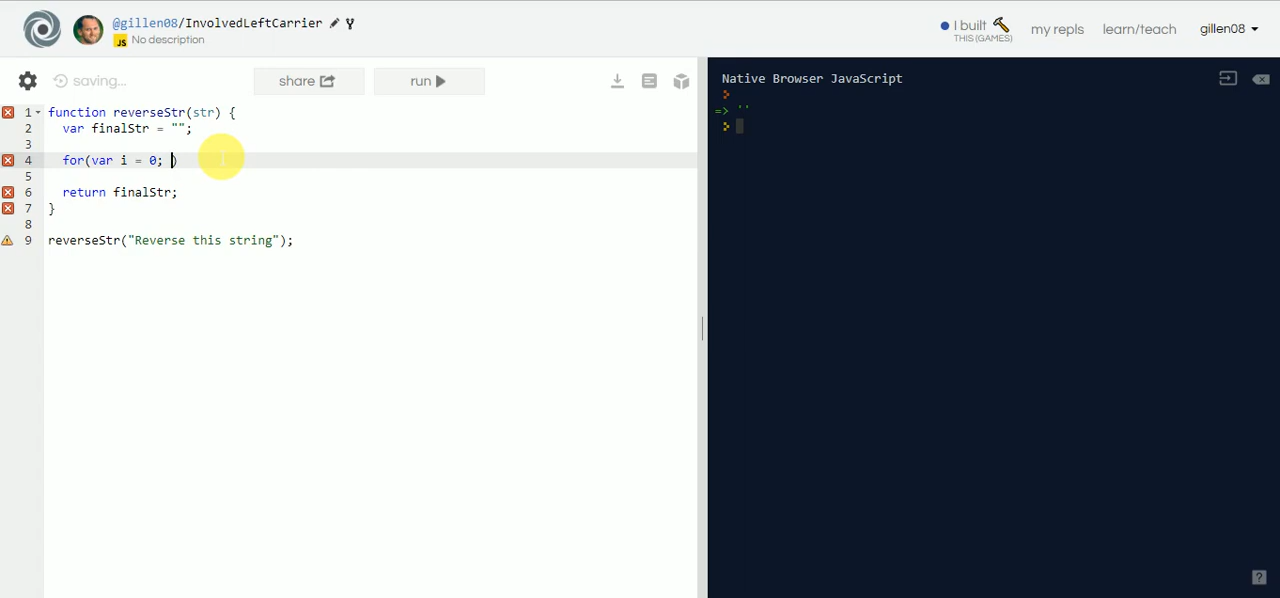 @gillen08/InvolvedLeftCarrier
JS No description
I built
THIS (GAMES)
my repls
learn/teach
gillen08
saving...
share
run
1 function reverseStr(str) {
2 var finalStr = "";
3
4 for(var i = 0; )
5
6 return finalStr;
7 }
8
9 reverseStr("Reverse this string");
Native Browser JavaScript
=> ''
?